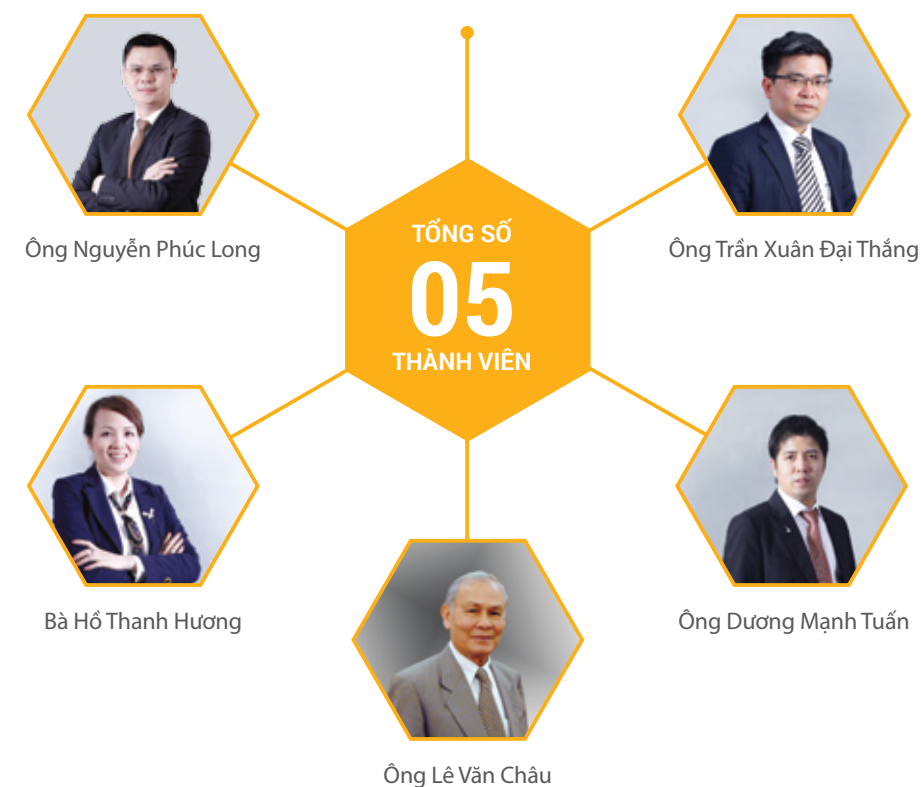 Ông Nguyễn Phúc Long
Ông Trần Xuân Đại Thắng
TỔNG SỐ
05
THÀNH VIÊN
Bà Hồ Thanh Hương
Ông Dương Mạnh Tuấn
Ông Lê Văn Châu